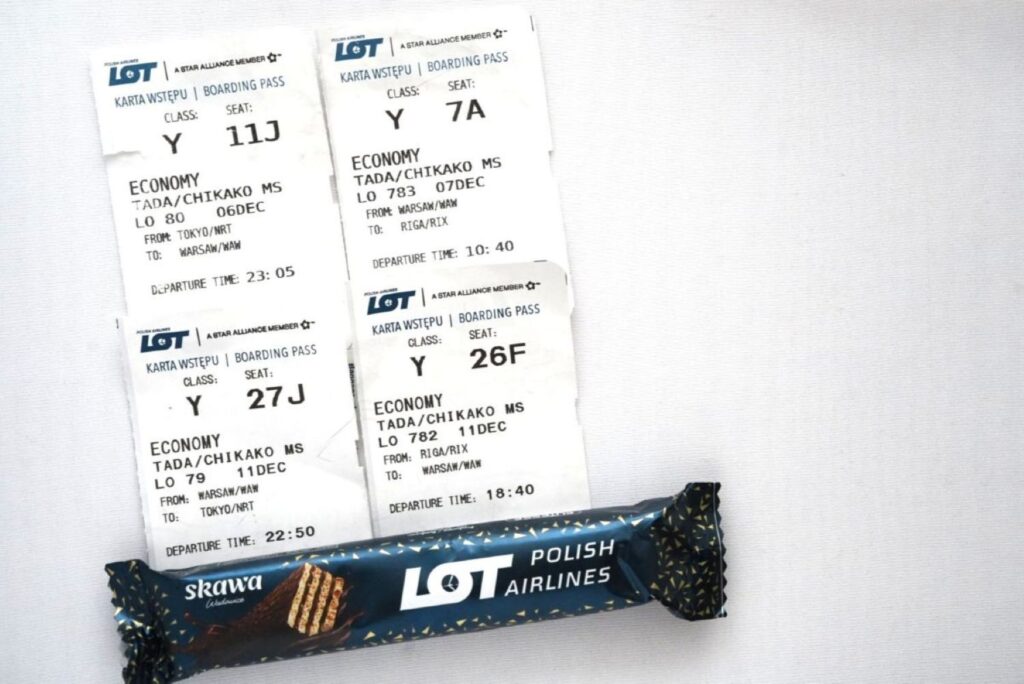 POLISH AIRLINES
LOT | A STAR ALLIANCE MEMBER
KARTA WSTĘPU | BOARDING PASS
CLASS: SEAT:
Y 11J
ECONOMY
TADA/CHIKAKO MS
LO 80 06DEC
FROM: TOKYO/NRT
TO: WARSAW/WAW
DEPARTURE TIME: 23:05
POLISH AIRLINES
LOT | A STAR ALLIANCE MEMBER
KARTA WSTĘPU | BOARDING PASS
CLASS: SEAT:
Y 7A
ECONOMY
TADA/CHIKAKO MS
LO 783 07DEC
FROM: WARSAW/WAW
TO: RIGA/RIX
DEPARTURE TIME: 10:40
POLISH AIRLINES
LOT | A STAR ALLIANCE MEMBER
KARTA WSTĘPU | BOARDING PASS
CLASS: SEAT:
Y 27J
ECONOMY
TADA/CHIKAKO MS
LO 79 11DEC
FROM: WARSAW/WAW
TO: TOKYO/NRT
DEPARTURE TIME: 22:50
POLISH AIRLINES
LOT | A STAR ALLIANCE MEMBER
KARTA WSTĘPU | BOARDING PASS
CLASS: SEAT:
Y 26F
ECONOMY
TADA/CHIKAKO MS
LO 782 11DEC
FROM: RIGA/RIX
TO: WARSAW/WAW
DEPARTURE TIME: 18:40
skawa
Wadowice
LOT POLISH
AIRLINES